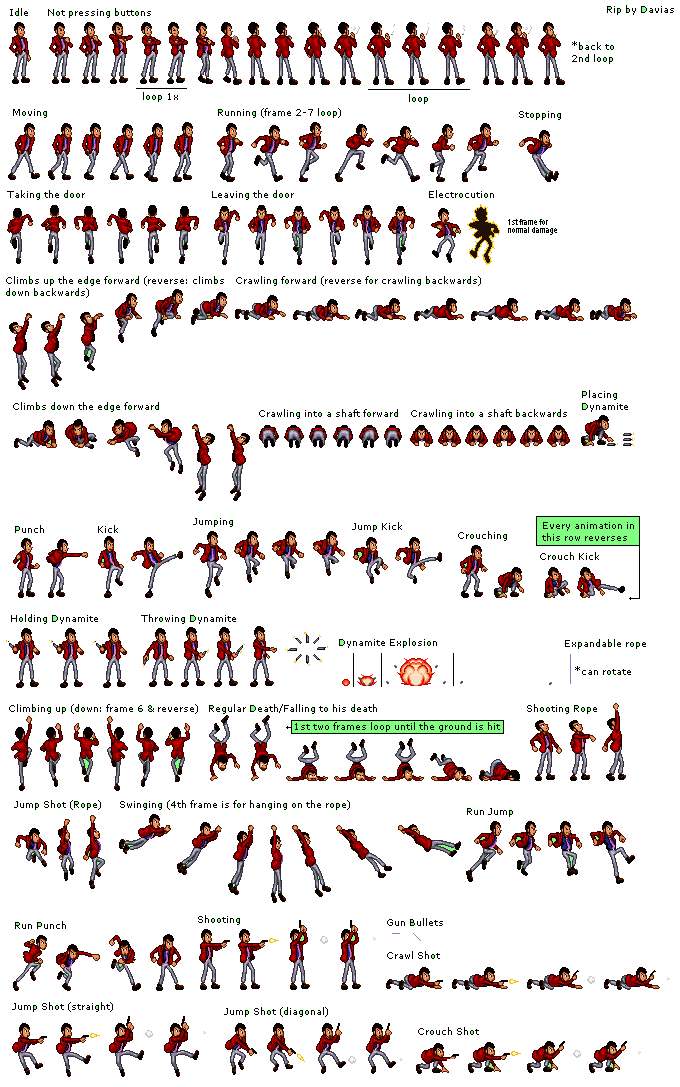 Idle
Not pressing buttons
Rip by Davias
*back to
2nd loop
loop 1x
loop
Moving
Running (frame 2-7 loop)
Stopping
Taking the door
Leaving the door
Electrocution
1st frame for
normal damage
Climbs up the edge forward (reverse: climbs
down backwards)
Crawling forward (reverse for crawling backwards)
Climbs down the edge forward
Crawling into a shaft forward
Crawling into a shaft backwards
Placing
Dynamite
Punch
Kick
Jumping
Jump Kick
Crouching
Every animation in
this row reverses
Crouch Kick
Holding Dynamite
Throwing Dynamite
Dynamite Explosion
Expandable rope
*can rotate
Climbing up (down: frame 6 & reverse)
Regular Death/Falling to his death
1st two frames loop until the ground is hit
Shooting Rope
Jump Shot (Rope)
Swinging (4th frame is for hanging on the rope)
Run Jump
Run Punch
Shooting
Gun Bullets
Crawl Shot
Jump Shot (straight)
Jump Shot (diagonal)
Crouch Shot